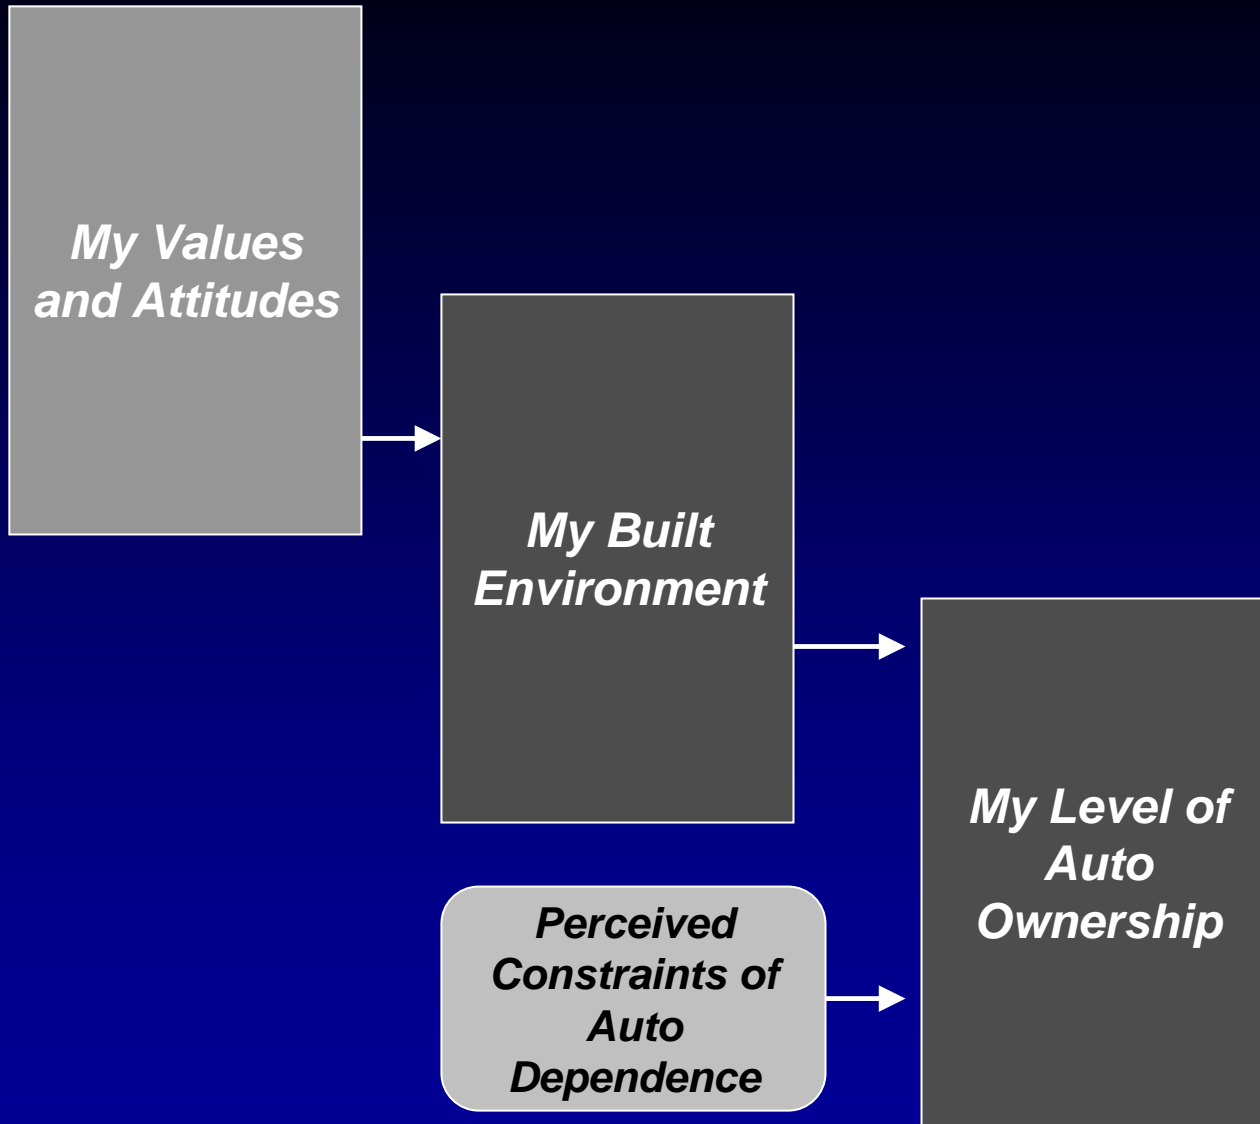 My Values
and Attitudes
My Built
Environment
My Level of
Auto
Ownership
Perceived
Constraints of
Auto
Dependence